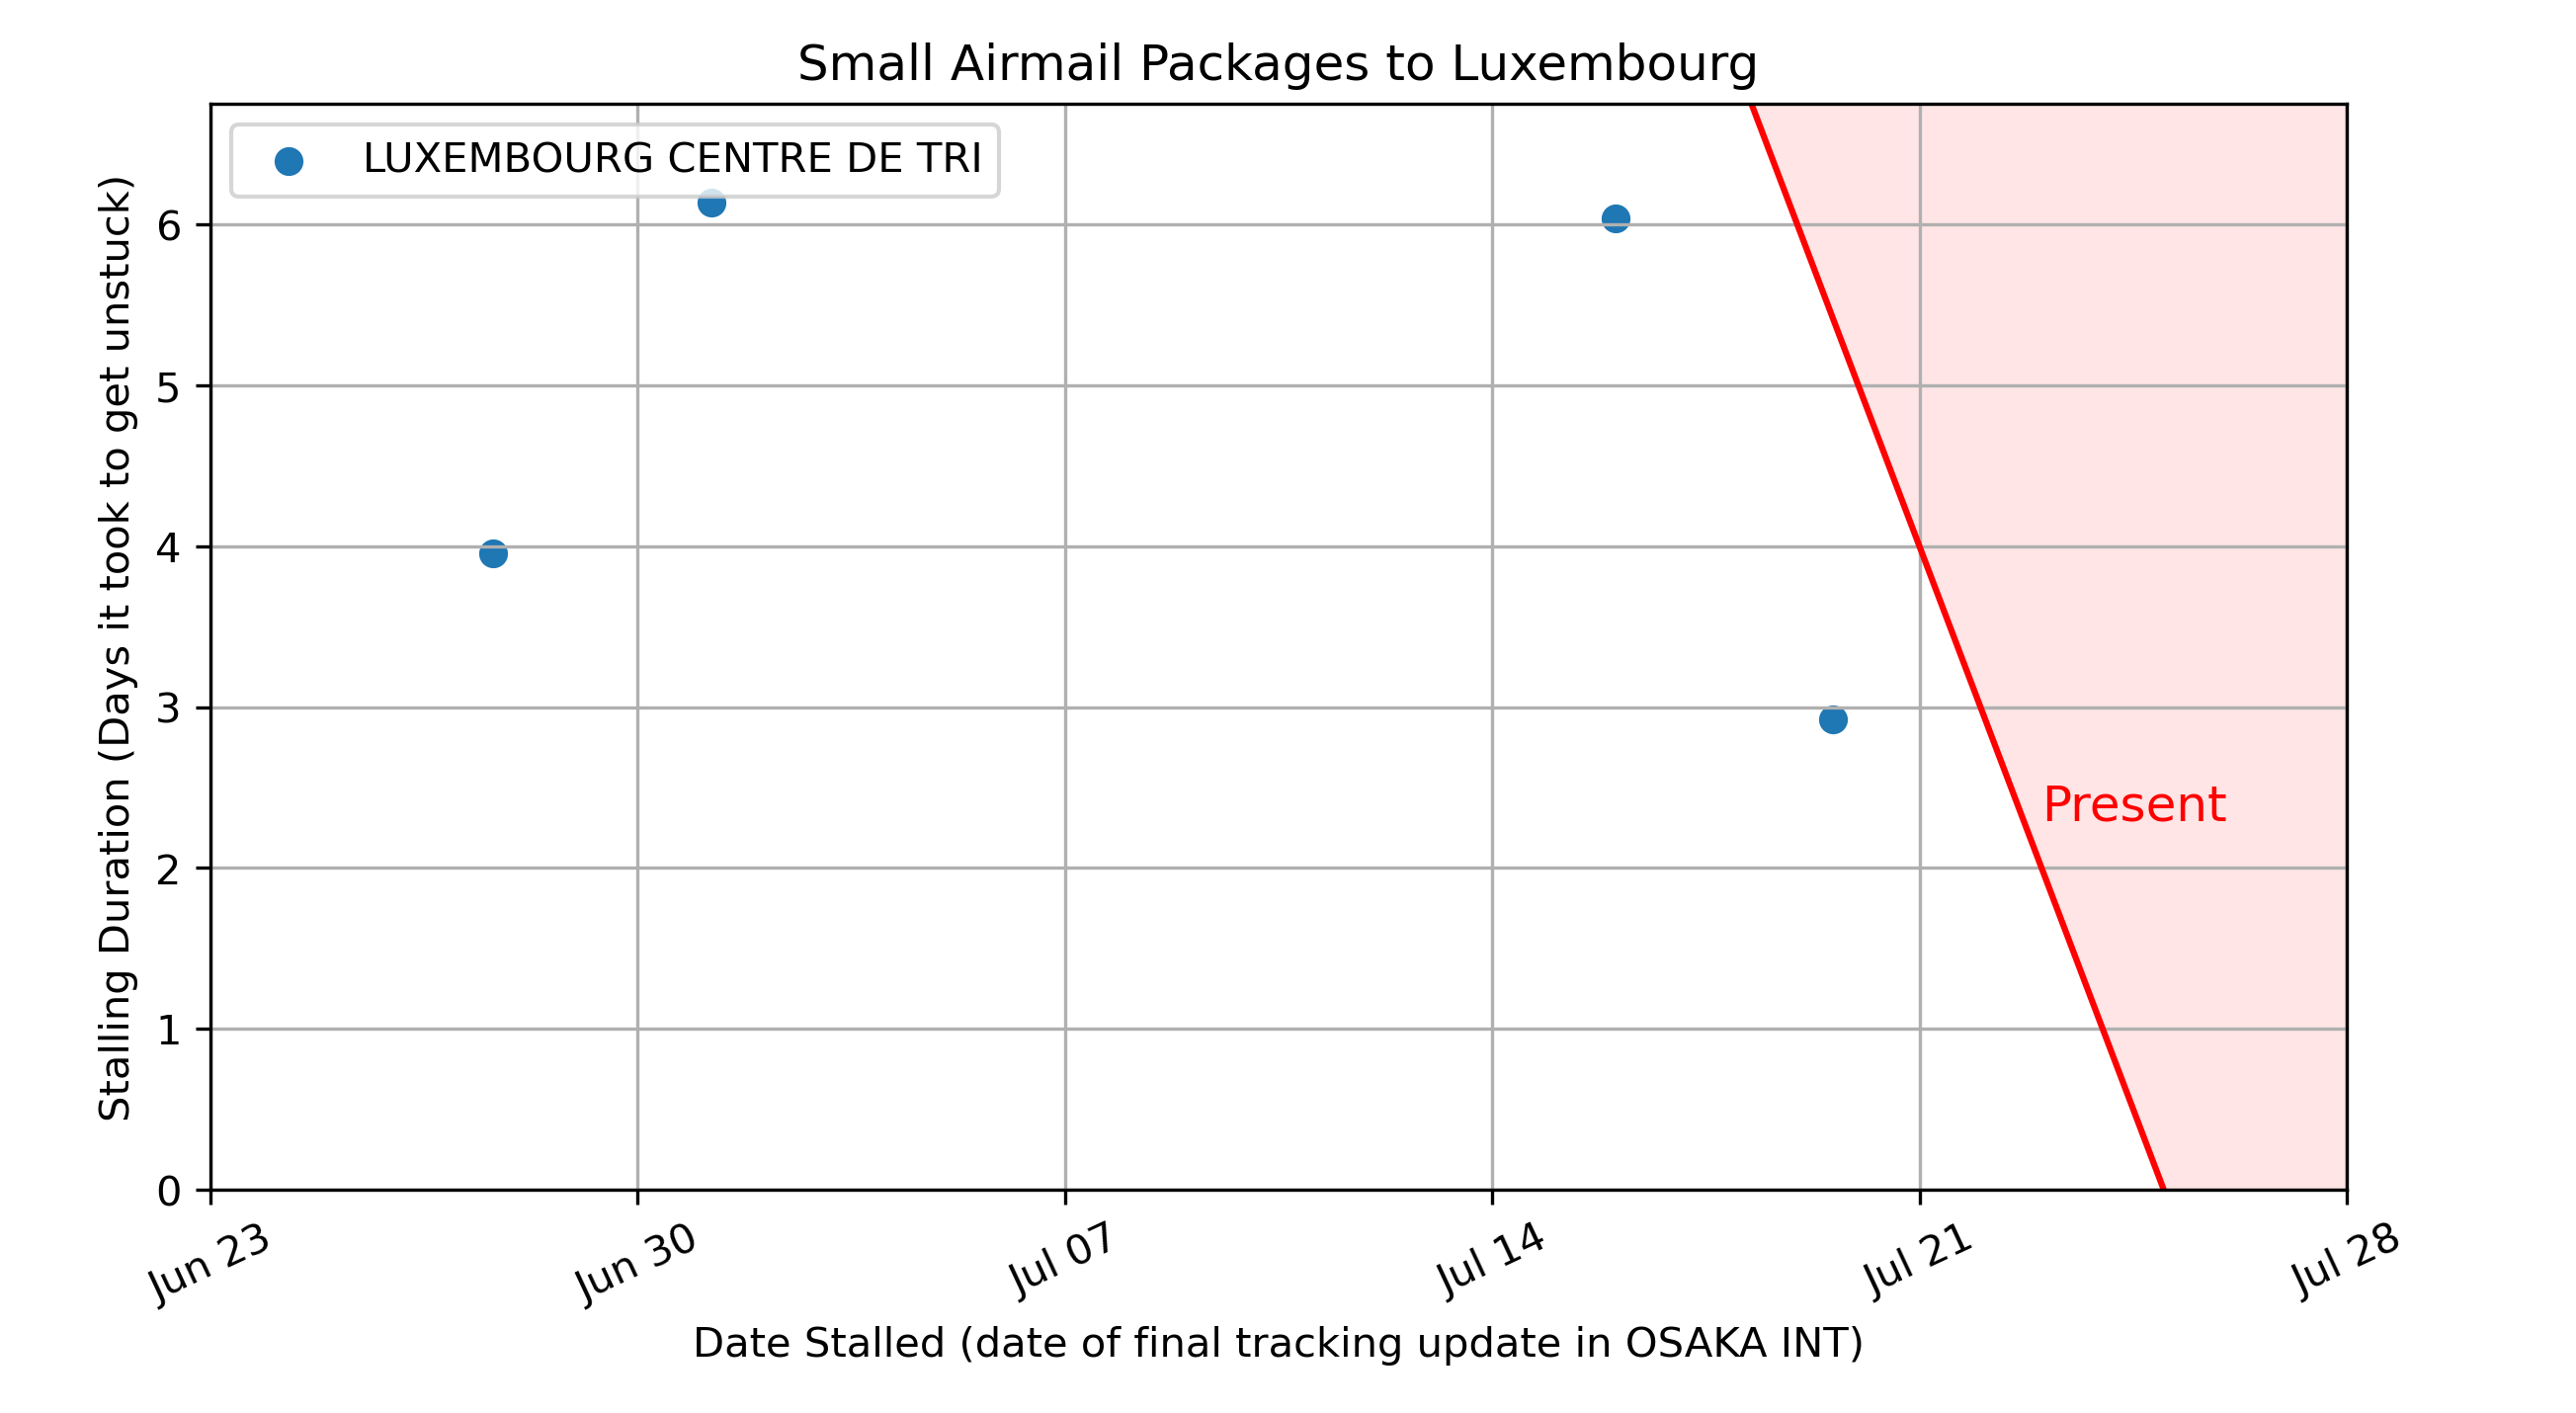 Small Airmail Packages to Luxembourg
LUXEMBOURG CENTRE DE TRI
Stalling Duration (Days it took to get unstuck)
6
5
4
3
2
1
0
Present
Jun 23
Jun 30
Jul 07
Jul 14
Jul 21
Jul 28
Date Stalled (date of final tracking update in OSAKA INT)